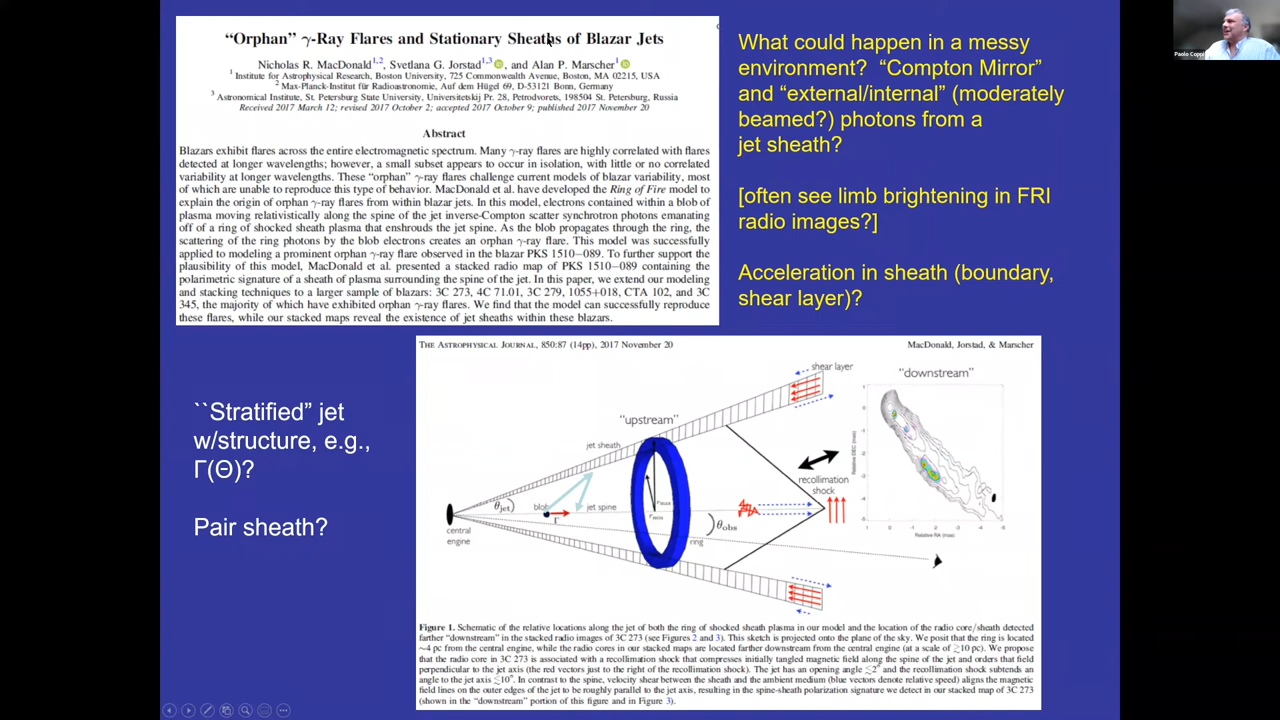 “Orphan” γ-Ray Flares and Stationary Sheaths of Blazar Jets
Nicholas R. MacDonald1,2, Svetlana G. Jorstad1,3, and Alan P. Marscher1
1 Institute for Astrophysical Research, Boston University, 725 Commonwealth Avenue, Boston, MA 02215, USA
2 Max-Planck-Institut für Radioastronomie, Auf dem Hügel 69, D-53121 Bonn, Germany
3 Astronomical Institute, St. Petersburg State University, Universitetskij Pr. 28, Petrodvorets, 198504 St. Petersburg, Russia
Received 2017 March 12; revised 2017 October 2; accepted 2017 October 9; published 2017 November 20
Abstract
Blazars exhibit flares across the entire electromagnetic spectrum. Many γ-ray flares are highly correlated with flares
detected at longer wavelengths; however, a small subset appears to occur in isolation, with little or no correlated
variability at longer wavelengths. These “orphan” γ-ray flares challenge current models of blazar variability, most
of which are unable to reproduce this type of behavior. MacDonald et al. have developed the Ring of Fire model to
explain the origin of orphan γ-ray flares from within blazar jets. In this model, electrons contained within a blob of
plasma moving relativistically along the spine of the jet inverse-Compton scatter synchrotron photons emanating
off of a ring of shocked sheath plasma that enshrouds the jet spine. As the blob propagates through the ring, the
scattering of the ring photons by the blob electrons creates an orphan γ-ray flare. This model was successfully
applied to modeling a prominent orphan γ-ray flare observed in the blazar PKS 1510−089. To further support the
plausibility of this model, MacDonald et al. presented a stacked radio map of PKS 1510−089 containing the
polarimetric signature of a sheath of plasma surrounding the spine of the jet. In this paper, we extend our modeling
and stacking techniques to a larger sample of blazars: 3C 273, 4C 71.01, 3C 279, 1055+018, CTA 102, and 3C
345, the majority of which have exhibited orphan γ-ray flares. We find that the model can successfully reproduce
these flares, while our stacked maps reveal the existence of jet sheaths within these blazars.
What could happen in a messy
environment? “Compton Mirror”
and “external/internal” (moderately
beamed?) photons from a
jet sheath?
[often see limb brightening in FRI
radio images?]
Acceleration in sheath (boundary,
shear layer)?
Paolo Coppi
``Stratified” jet
w/structure, e.g.,
Γ(Θ)?
Pair sheath?
THE ASTROPHYSICAL JOURNAL, 850:87 (14pp), 2017 November 20
MacDonald, Jorstad, & Marscher
shear layer
“downstream”
“upstream”
jet sheath
recollimation
shock
θjet
blob
Γ
jet spine
rmax
rmin
θobs
central
engine
ring
Relative DEC (mas)
Relative RA (mas)
Figure 1. Schematic of the relative locations along the jet of both the ring of shocked sheath plasma in our model and the location of the radio core/sheath detected
farther “downstream” in the stacked radio images of 3C 273 (see Figures 2 and 3). This sketch is projected onto the plane of the sky. We posit that the ring is located
∼4 pc from the central engine, while the radio cores in our stacked maps are located farther downstream from the central engine (at a scale of ≳10 pc). We propose
that the radio core in 3C 273 is associated with a recollimation shock that compresses initially tangled magnetic field along the spine of the jet and orders that field
perpendicular to the jet axis (the red vectors just to the right of the recollimation shock). The jet has an opening angle ≲2° and the recollimation shock subtends an
angle to the jet axis ≲10°. In contrast to the spine, velocity shear between the sheath and the ambient medium (blue vectors denote relative speed) aligns the magnetic
field lines on the outer edges of the jet to be roughly parallel to the jet axis, resulting in the spine-sheath polarization signature we detect in our stacked map of 3C 273
(shown in the “downstream” portion of this figure and in Figure 3).